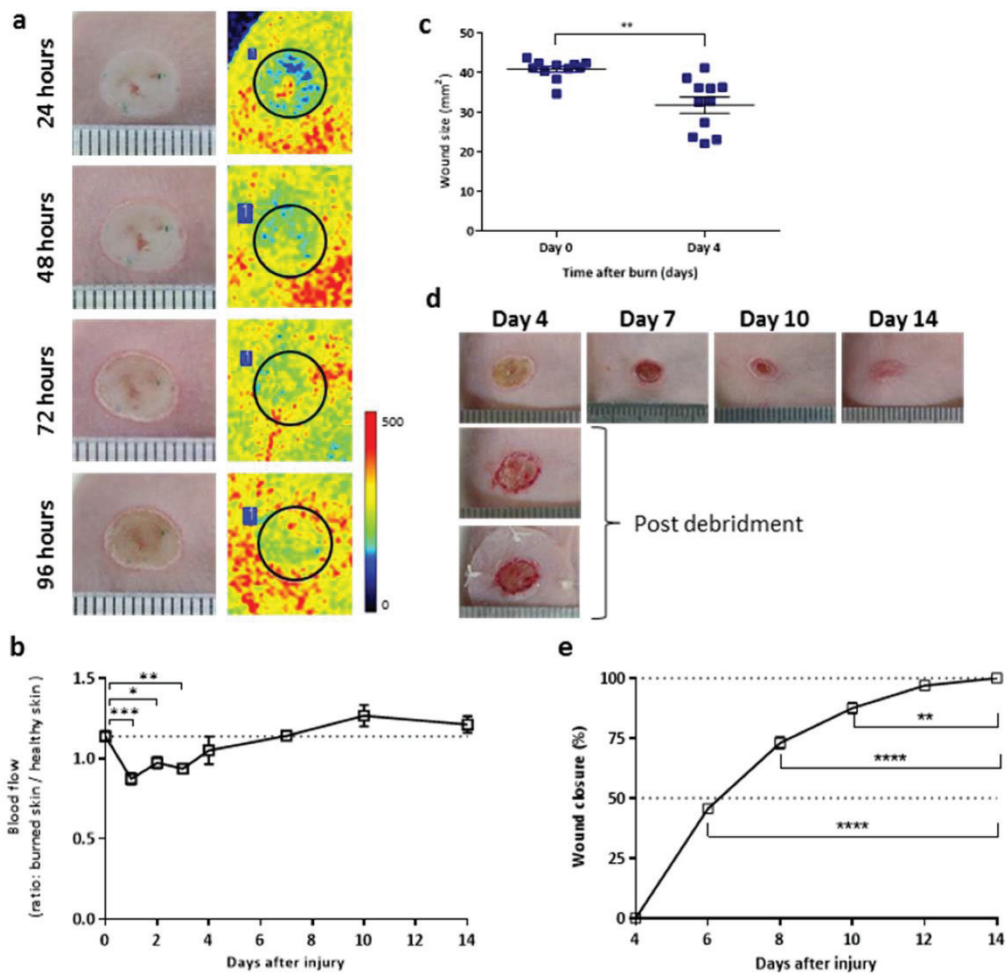 a
24 hours
1
48 hours
1
72 hours
1
500
96 hours
1
0
b
Blood flow
(ratio: burned skin / healthy skin )
1.5
1.0
0.5
0.0
***
*
**
0 2 4 6 8 10 12 14
Days after injury
c
**
Wound size (mm²)
50
40
30
20
10
0
Day 0 Day 4
Time after burn (days)
d
Day 4 Day 7 Day 10 Day 14
Post debridment
e
Wound closure (%)
100
75
50
25
0
**
****
****
4 6 8 10 12 14
Days after injury